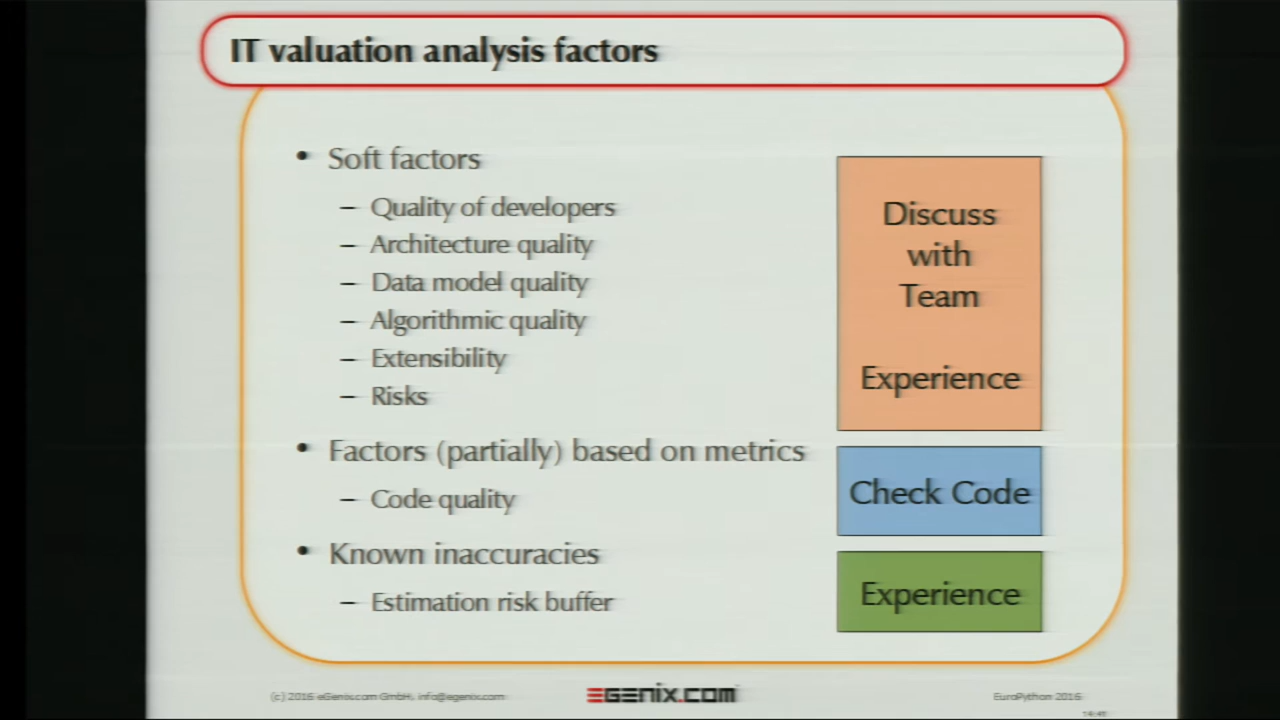 IT valuation analysis factors
• Soft factors
– Quality of developers
– Architecture quality
– Data model quality
– Algorithmic quality
– Extensibility
– Risks
Discuss
with
Team
Experience
• Factors (partially) based on metrics
– Code quality
Check Code
• Known inaccuracies
– Estimation risk buffer
Experience
(c) 2016 eGenix.com GmbH, info@egenix.com
EGENIX.COM
EuroPython 2016